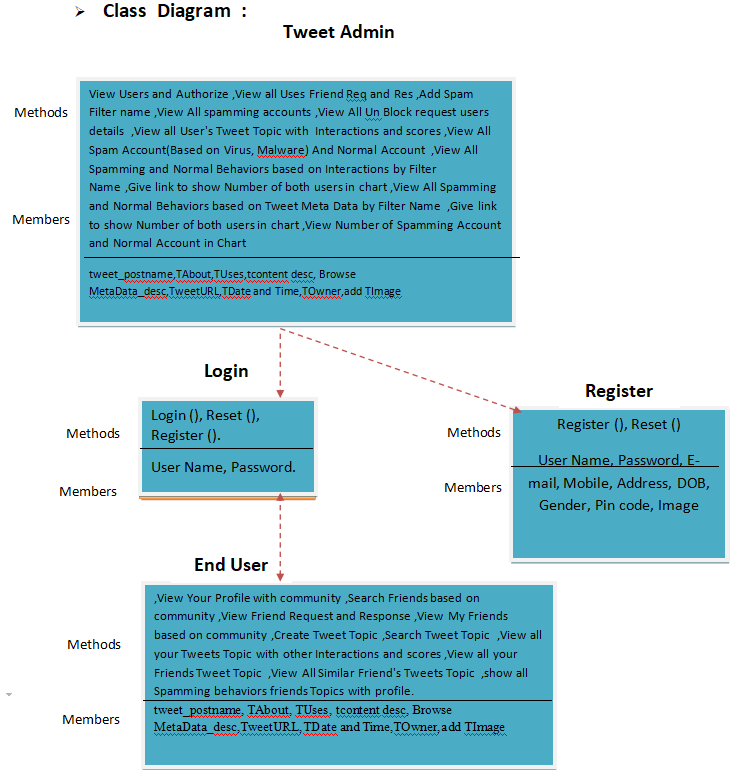 ➢ Class Diagram :
Tweet Admin
View Users and Authorize ,View all Uses Friend Req and Res ,Add Spam
Filter name ,View All spamming accounts ,View All Un Block request users
details ,View all User's Tweet Topic with Interactions and scores ,View All
Spam Account(Based on Virus, Malware) And Normal Account ,View All
Spamming and Normal Behaviors based on Interactions by Filter
Name ,Give link to show Number of both users in chart ,View All Spamming
and Normal Behaviors based on Tweet Meta Data by Filter Name ,Give link
to show Number of both users in chart ,View Number of Spamming Account
and Normal Account in Chart
Methods
Members
tweet_postname,TAbout,TUses,tcontent desc, Browse
MetaData_desc,TweetURL,TDate and Time,TOwner,add TImage
Login
Login (), Reset (),
Register ().
Methods
User Name, Password.
Members
Register
Register (), Reset ()
Methods
User Name, Password, E-
mail, Mobile, Address, DOB,
Gender, Pin code, Image
Members
End User
,View Your Profile with community ,Search Friends based on
community ,View Friend Request and Response ,View My Friends
based on community ,Create Tweet Topic ,Search Tweet Topic ,View all
your Tweets Topic with other Interactions and scores ,View all your
Friends Tweet Topic ,View All Similar Friend's Tweets Topic ,show all
Spamming behaviors friends Topics with profile.
Methods
tweet_postname, TAbout, TUses, tcontent desc, Browse
MetaData_desc,TweetURL,TDate and Time,TOwner,add TImage
Members